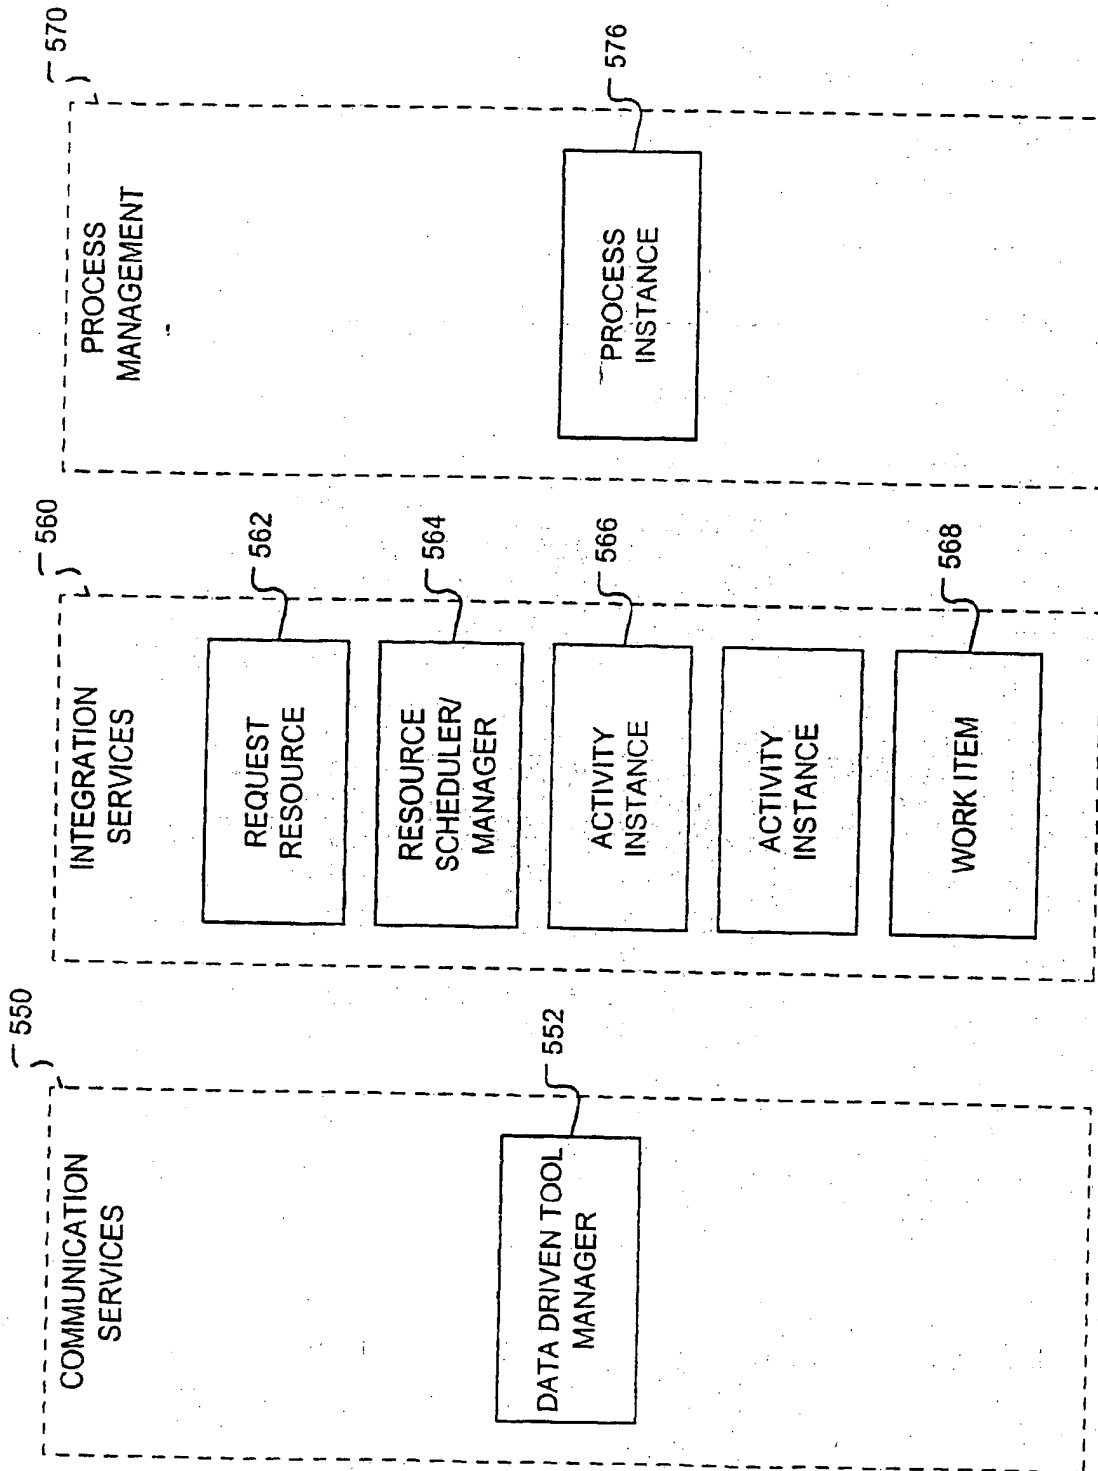 550
COMMUNICATION
SERVICES
552
DATA DRIVEN TOOL
MANAGER
560
INTEGRATION
SERVICES
562
REQUEST
RESOURCE
564
RESOURCE
SCHEDULER/
MANAGER
566
ACTIVITY
INSTANCE
ACTIVITY
INSTANCE
568
WORK ITEM
570
PROCESS
MANAGEMENT
576
PROCESS
INSTANCE